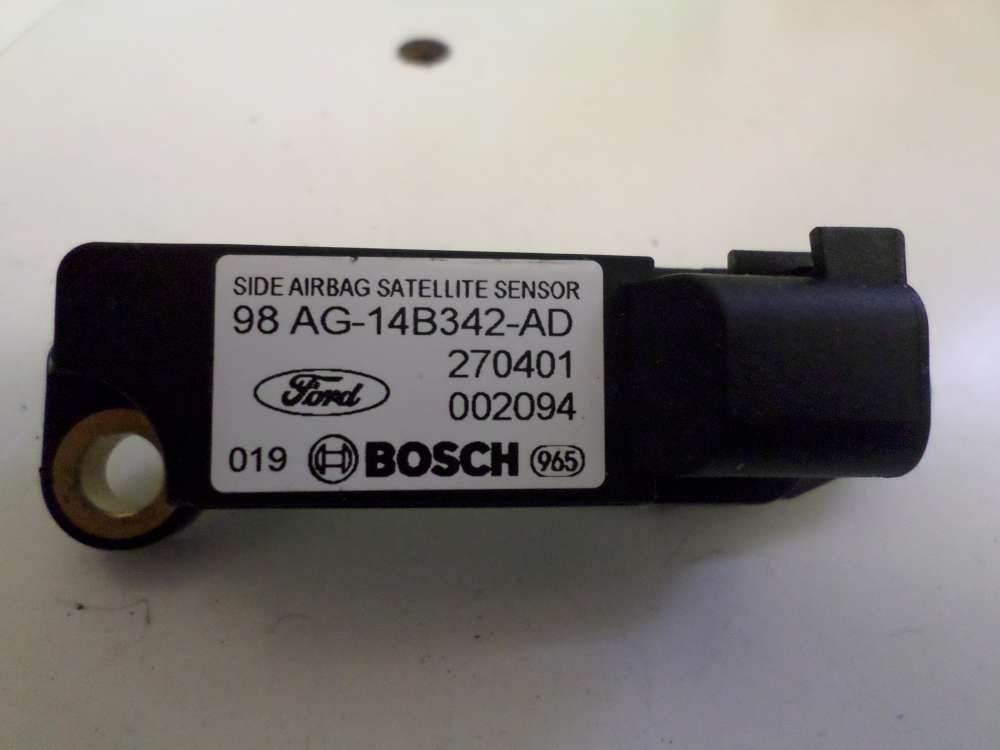 SIDE AIRBAG SATELLITE SENSOR
98 AG-14B342-AD
270401
Ford 002094
019 BOSCH 965